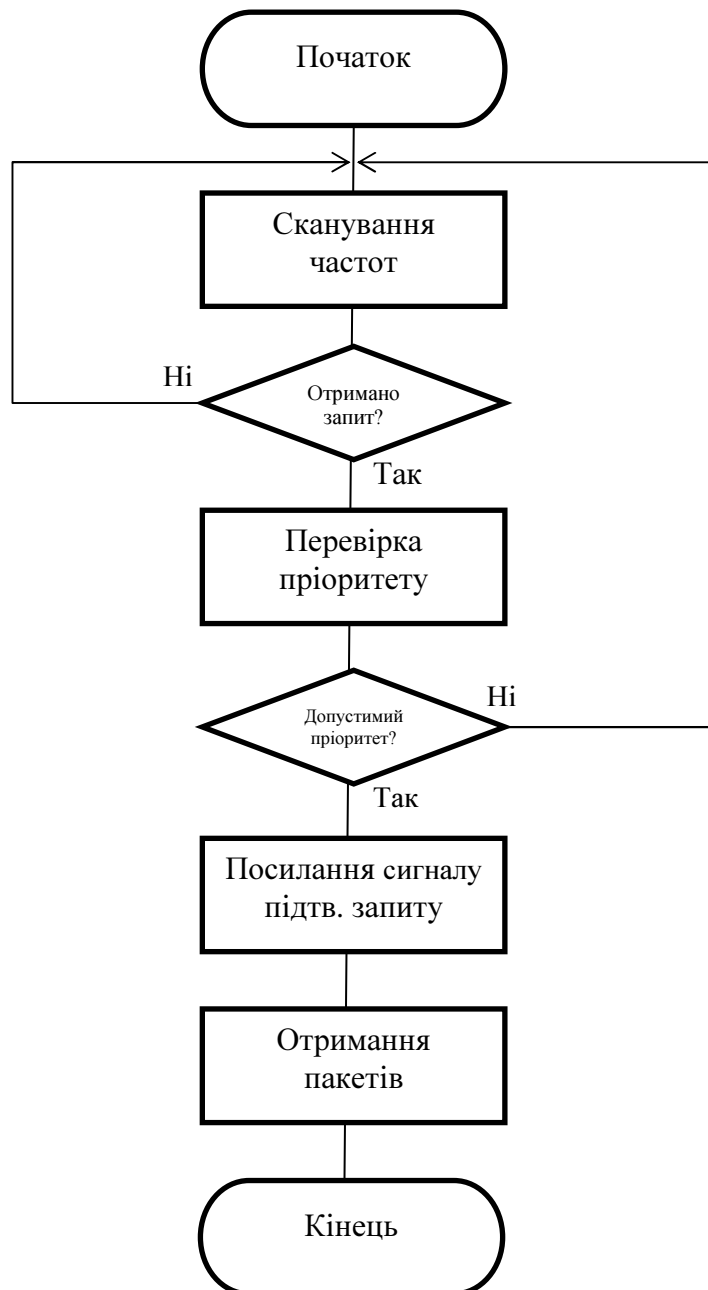 Початок
Сканування
частот
Ні
Отримано
запит?
Так
Перевірка
пріоритету
Ні
Допустимий
пріоритет?
Так
Посилання сигналу
підтв. запиту
Отримання
пакетів
Кінець